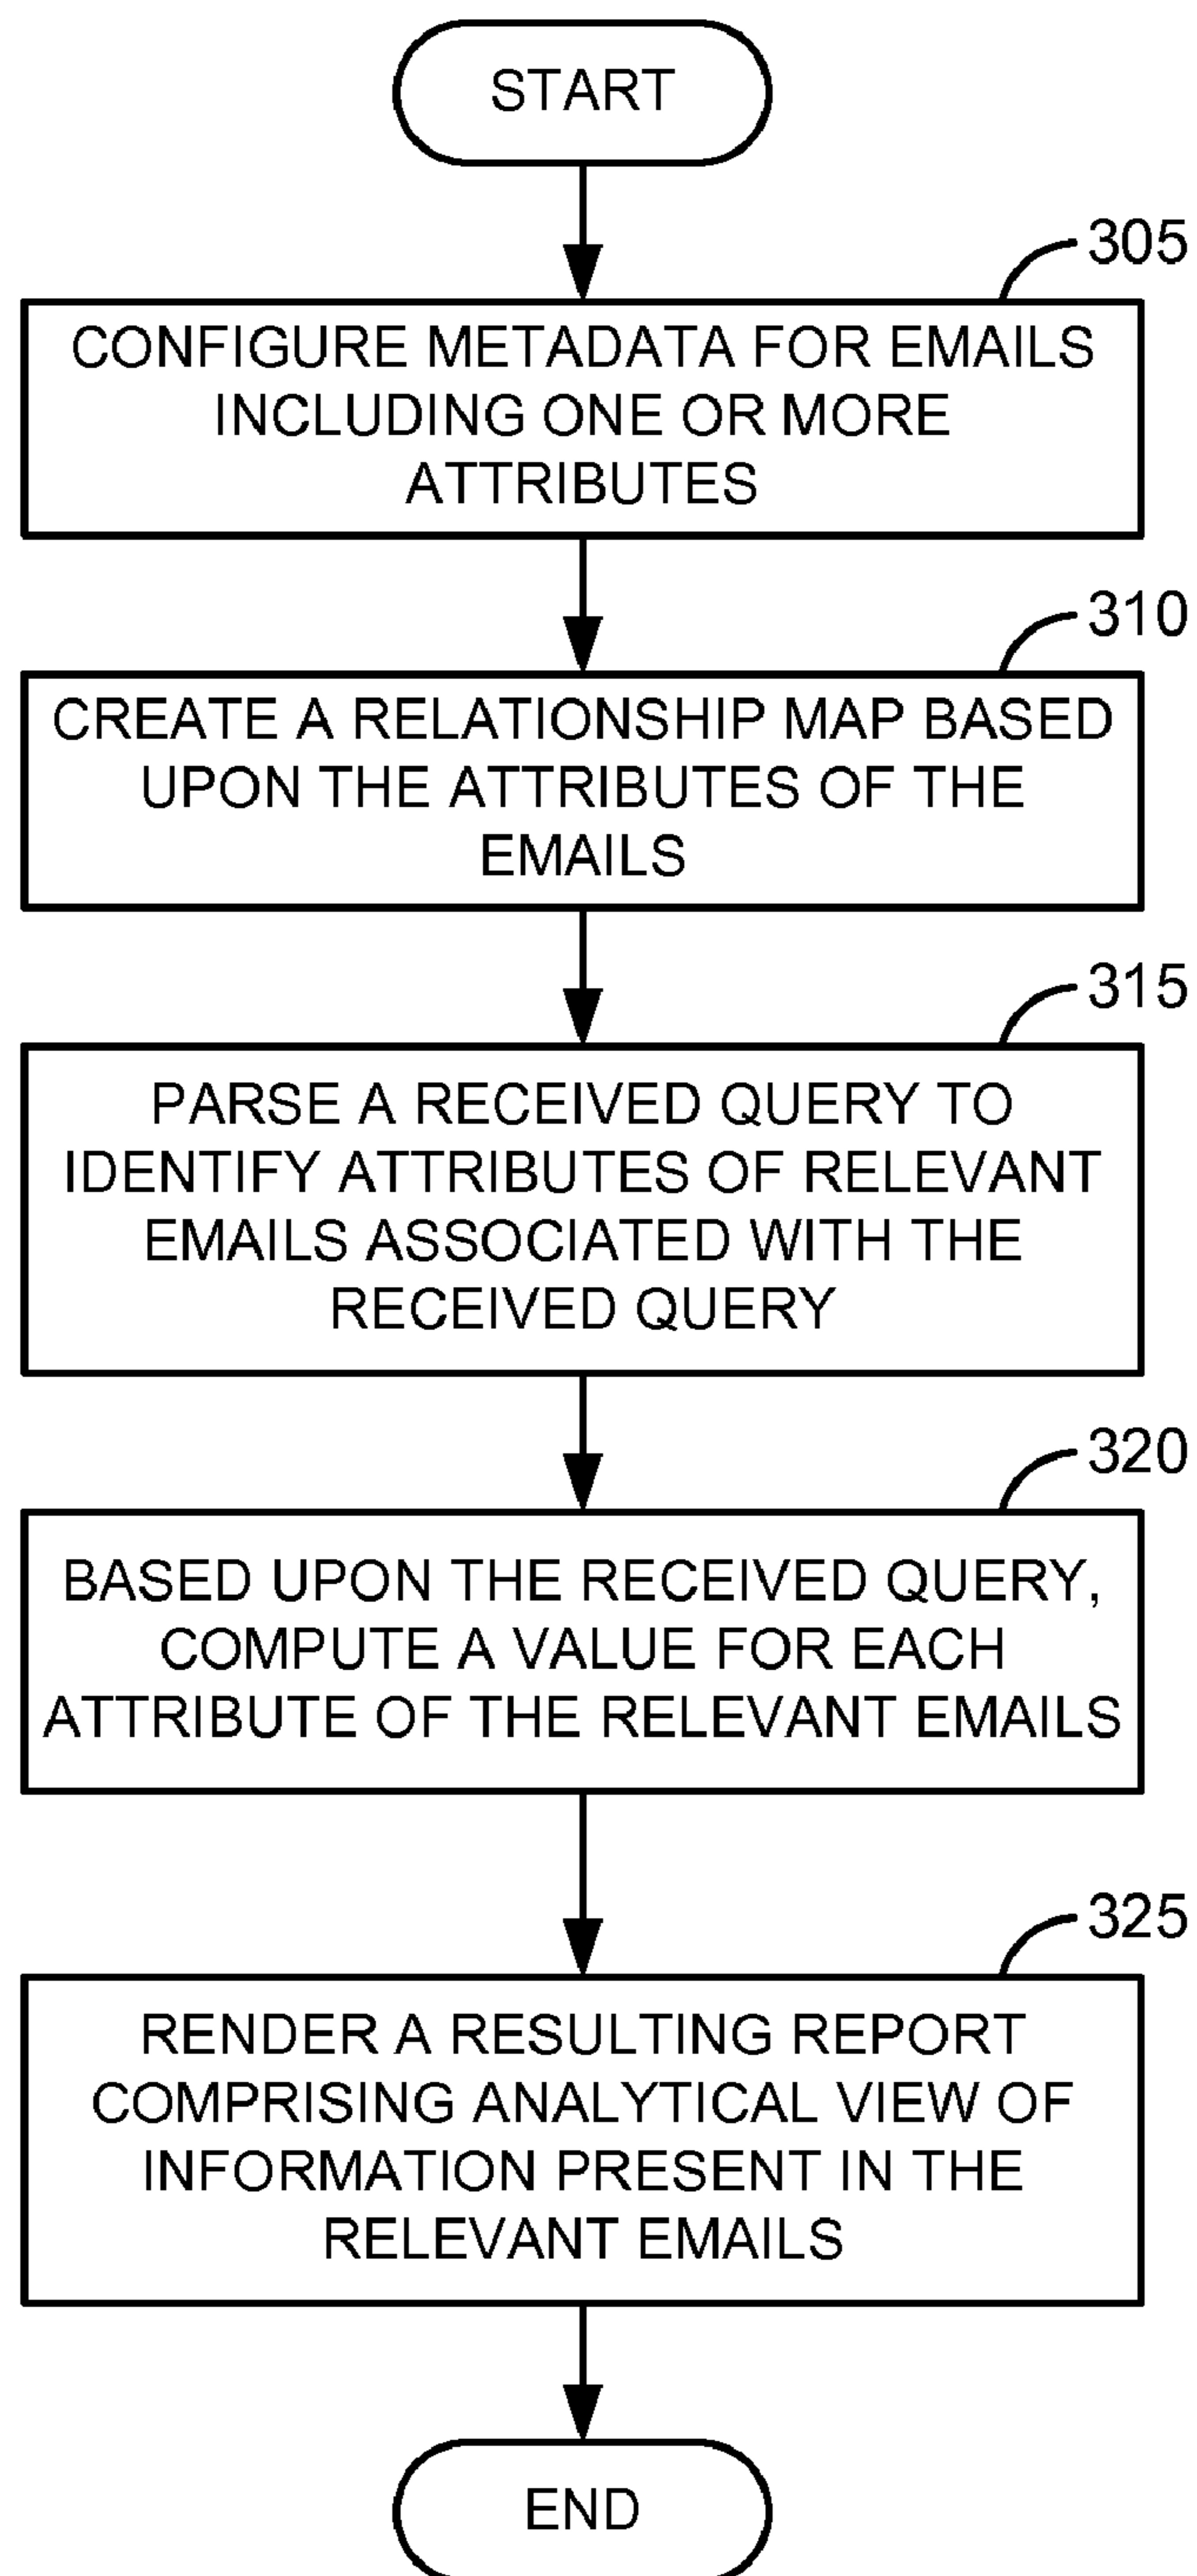 START
305
CONFIGURE METADATA FOR EMAILS
INCLUDING ONE OR MORE
ATTRIBUTES
310
CREATE A RELATIONSHIP MAP BASED
UPON THE ATTRIBUTES OF THE
EMAILS
315
PARSE A RECEIVED QUERY TO
IDENTIFY ATTRIBUTES OF RELEVANT
EMAILS ASSOCIATED WITH THE
RECEIVED QUERY
320
BASED UPON THE RECEIVED QUERY,
COMPUTE A VALUE FOR EACH
ATTRIBUTE OF THE RELEVANT EMAILS
325
RENDER A RESULTING REPORT
COMPRISING ANALYTICAL VIEW OF
INFORMATION PRESENT IN THE
RELEVANT EMAILS
END